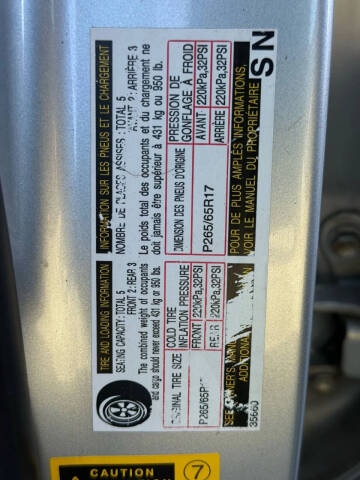 TIRE AND LOADING INFORMATION
SEATING CAPACITY: TOTAL 5
FRONT 2: REAR 3
The combined weight of occupants
and cargo should never exceed 431 kg or 950 lbs.
ORIGINAL TIRE SIZE
COLD TIRE
INFLATION PRESSURE
P265/65R
FRONT 220kPa,32PSI
REAR 220kPa,32PSI
SEE OWNER'S
ADDITIONAL
35660
INFORMATION SUR LES PNEUS ET LE CHARGEMENT
NOMBRE DE PLACES ASSISES: TOTAL 5
AVANT 2: ARRIÈRE 3
Le poids total des occupants et du chargement ne
doit jamais être supérieur à 431 kg ou 950 lb.
DIMENSION DES PNEUS D'ORIGINE
PRESSION DE
GONFLAGE À FROID
P265/65R17
AVANT 220kPa,32PSI
ARRIÈRE 220kPa,32PSI
POUR DE PLUS AMPLES INFORMATIONS,
VOIR LE MANUEL DU PROPRIÉTAIRE
SN
CAUTION
7